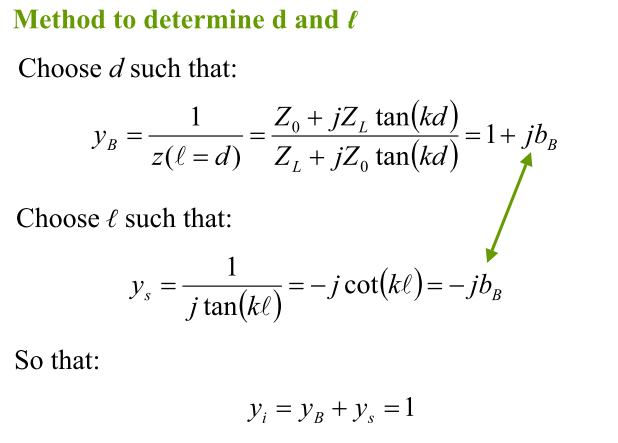 Method to determine d and ℓ
Choose d such that:
y_B = 1 / z(ℓ = d) = (Z_0 + jZ_L tan(kd)) / (Z_L + jZ_0 tan(kd)) = 1 + jb_B
Choose ℓ such that:
y_s = 1 / (j tan(kℓ)) = −j cot(kℓ) = −jb_B
So that:
y_i = y_B + y_s = 1